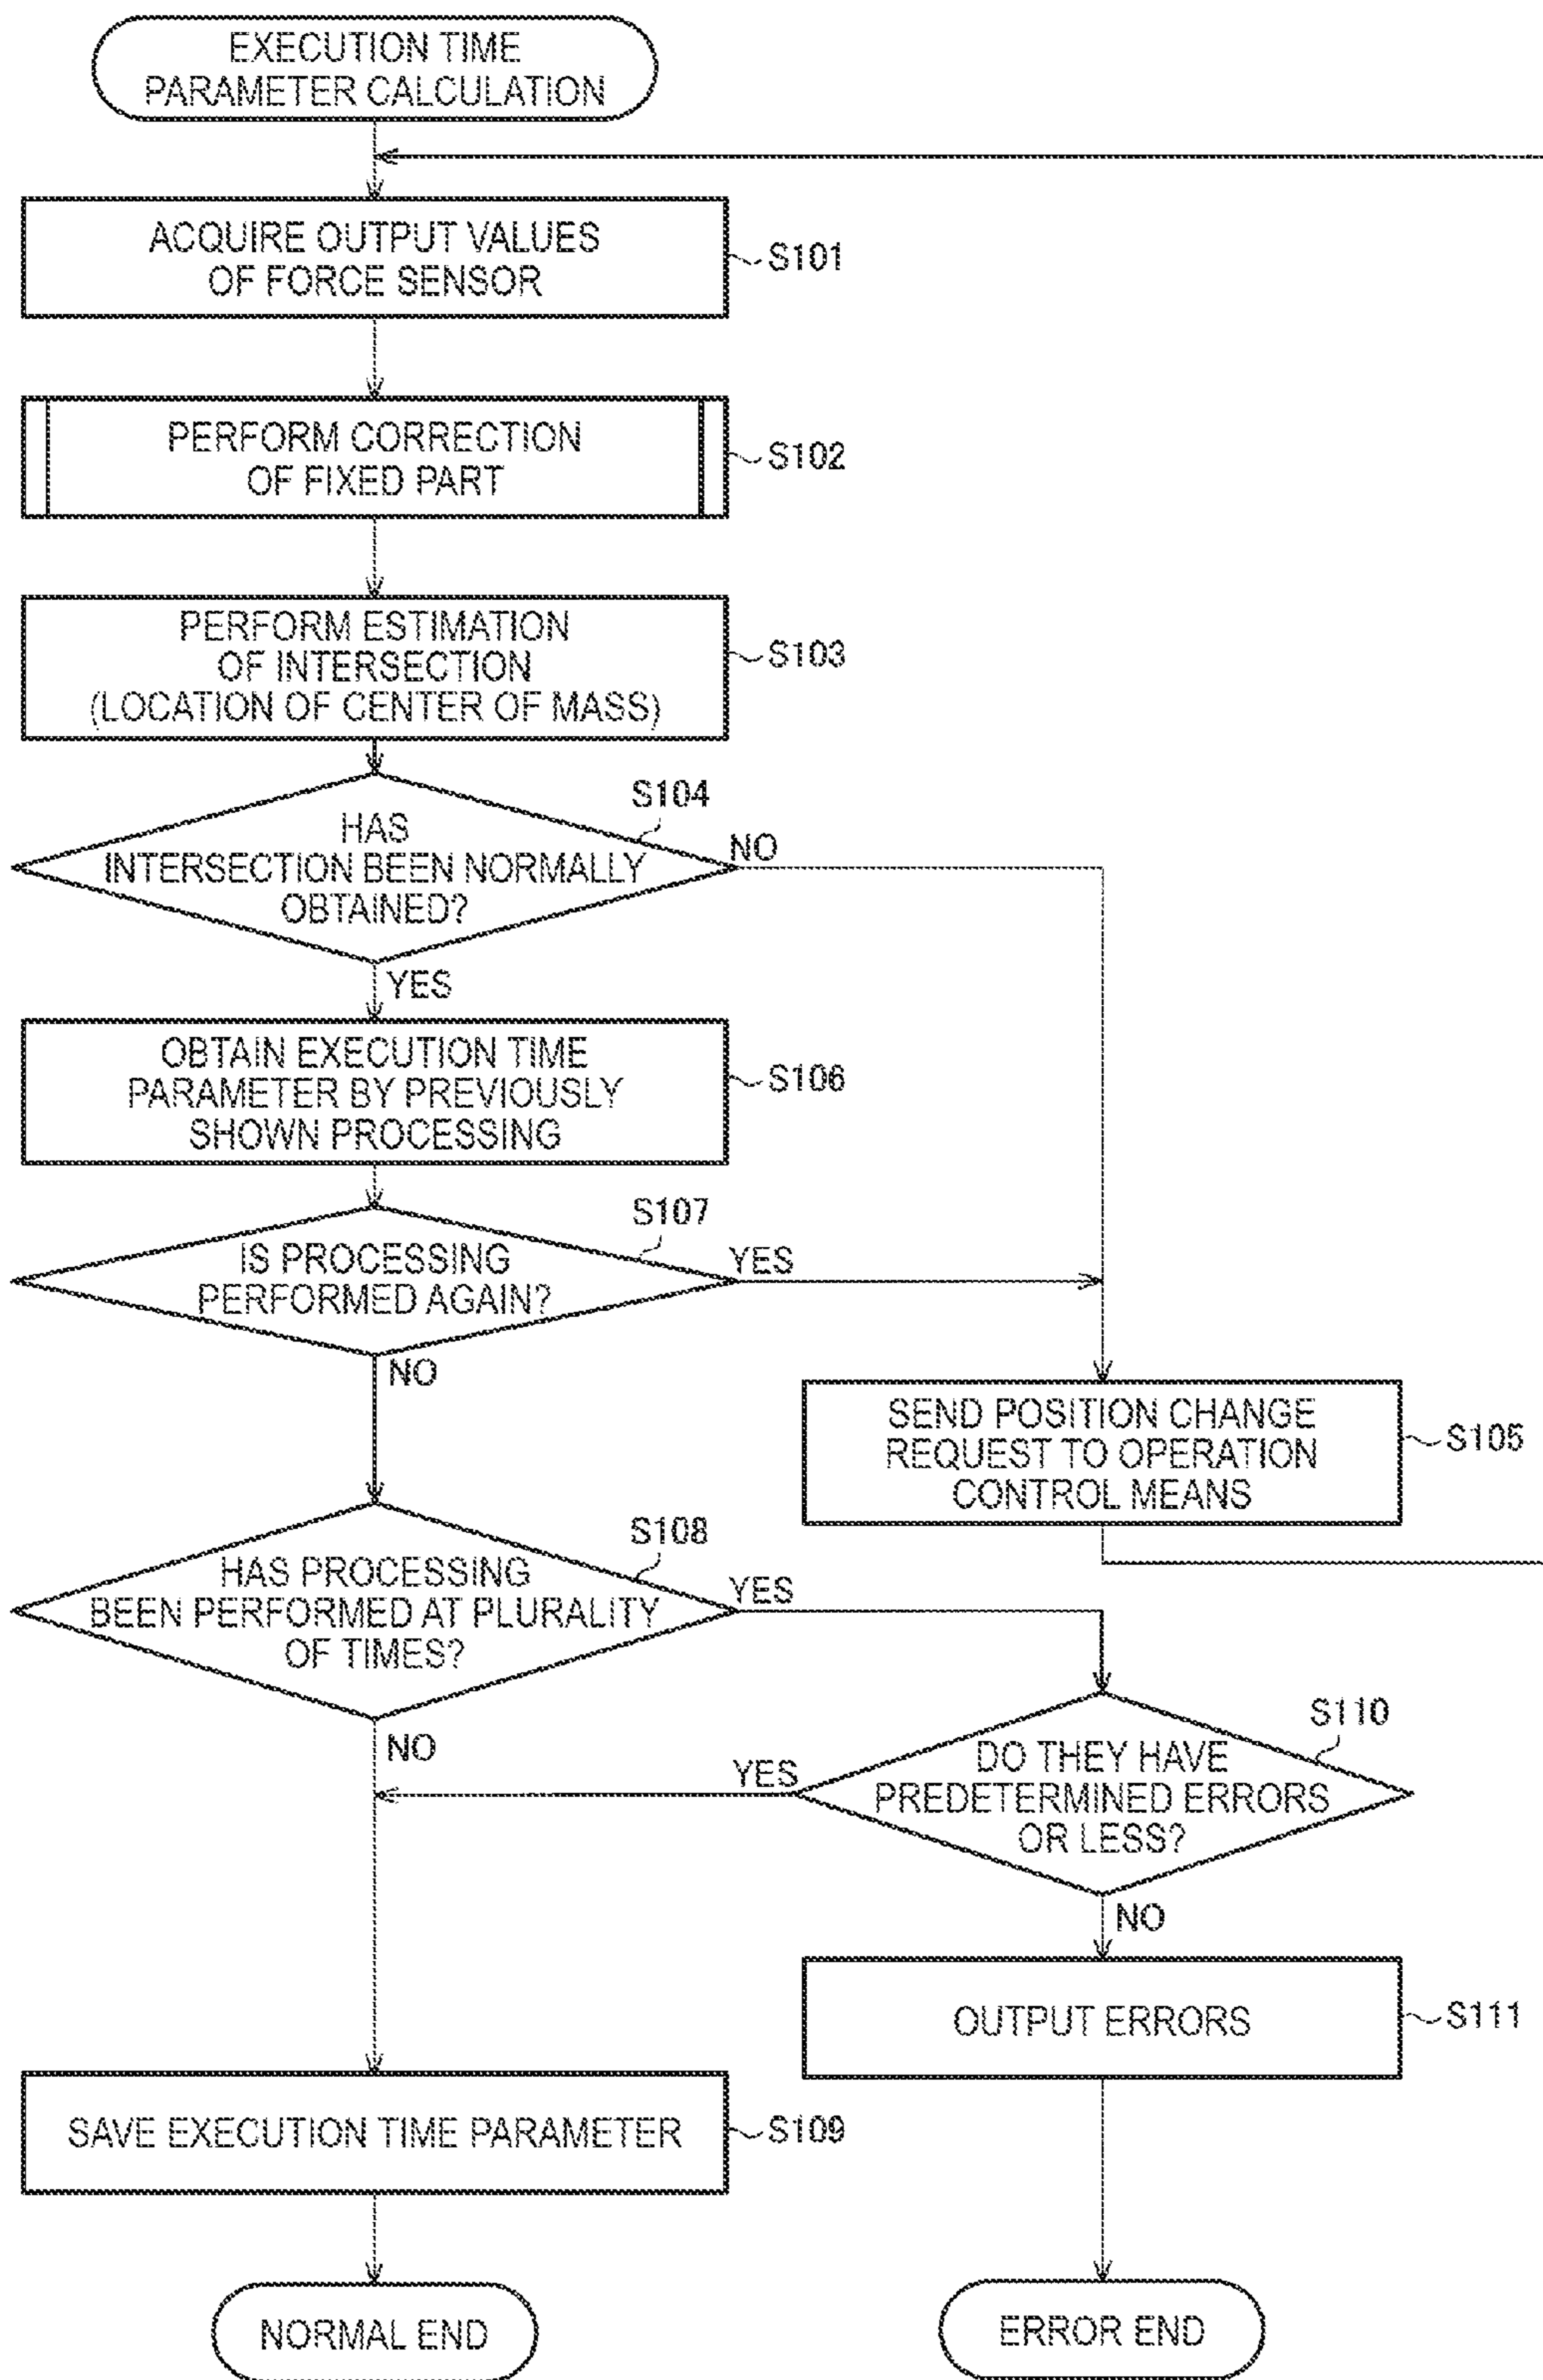 EXECUTION TIME
PARAMETER CALCULATION
ACQUIRE OUTPUT VALUES
OF FORCE SENSOR
S101
PERFORM CORRECTION
OF FIXED PART
S102
PERFORM ESTIMATION
OF INTERSECTION
(LOCATION OF CENTER OF MASS)
S103
S104
HAS
INTERSECTION BEEN NORMALLY
OBTAINED?
NO
YES
OBTAIN EXECUTION TIME
PARAMETER BY PREVIOUSLY
SHOWN PROCESSING
S106
S107
IS PROCESSING
PERFORMED AGAIN?
YES
NO
SEND POSITION CHANGE
REQUEST TO OPERATION
CONTROL MEANS
S105
S108
HAS PROCESSING
BEEN PERFORMED AT PLURALITY
OF TIMES?
YES
NO
S110
DO THEY HAVE
PREDETERMINED ERRORS
OR LESS?
YES
NO
OUTPUT ERRORS
S111
SAVE EXECUTION TIME PARAMETER
S109
NORMAL END
ERROR END